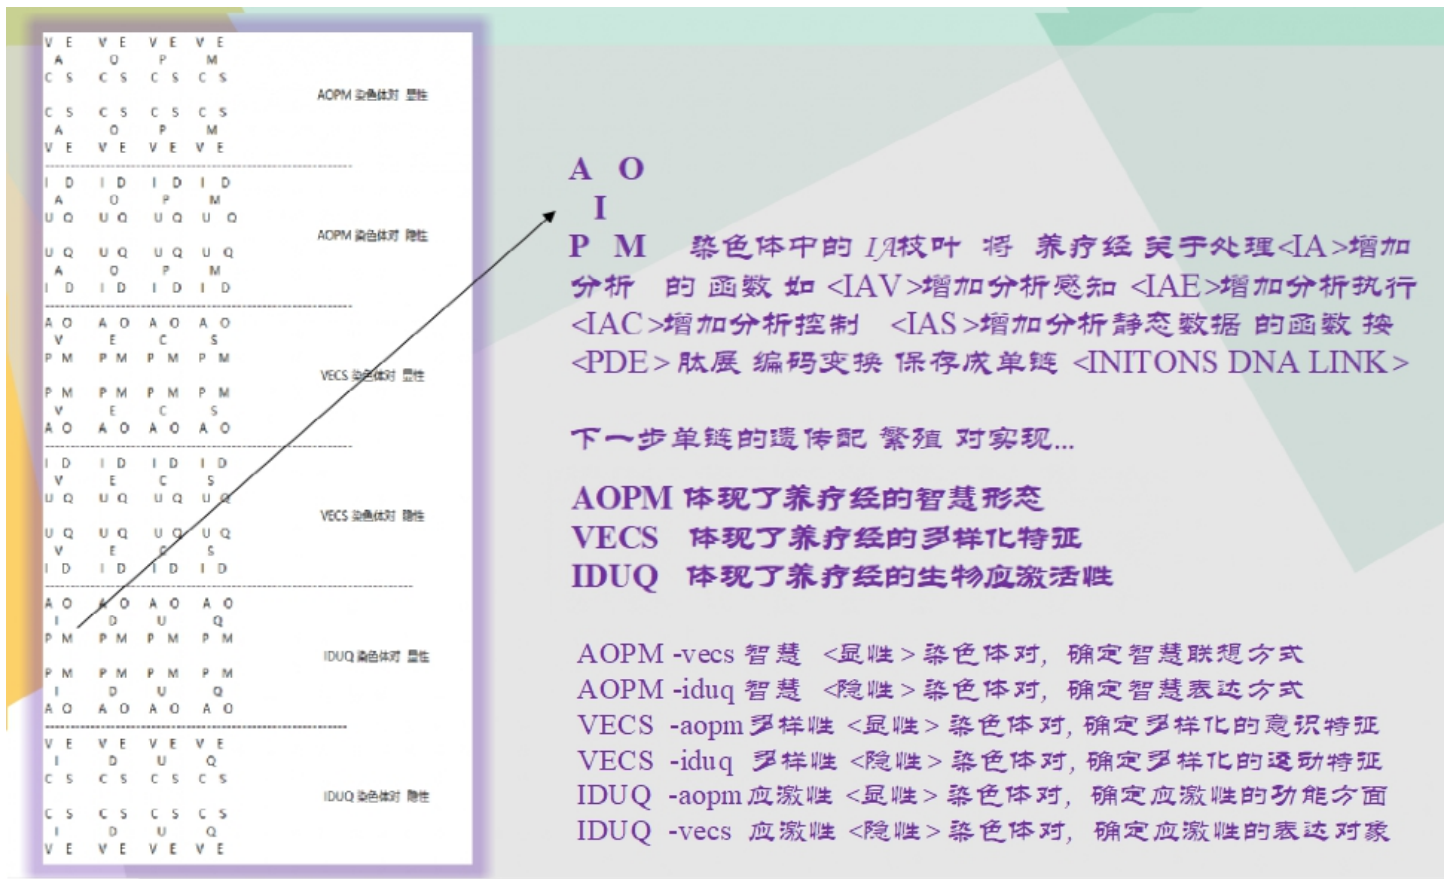 V E V E V E V E
A O P M
C S C S C S C S
AOPM 染色体对 显性
C S C S C S C S
A O P M
V E V E V E V E
I D I D I D I D
A O P M
U Q U Q U Q U Q
AOPM 染色体对 隐性
U Q U Q U Q U Q
A O P M
I D I D I D I D
A O A O A O A O
V E C S
P M P M P M P M
VECS 染色体对 显性
P M P M P M P M
V E C S
A O A O A O A O
I D I D I D I D
V E C S
U Q U Q U Q U Q
VECS 染色体对 隐性
U Q U Q U Q U Q
V E C S
I D I D I D I D
A O A O A O A O
I D U Q
P M P M P M P M
IDUQ 染色体对 显性
P M P M P M P M
I D U Q
A O A O A O A O
V E V E V E V E
I D U Q
C S C S C S C S
IDUQ 染色体对 隐性
C S C S C S C S
I D U Q
V E V E V E V E
A O
I
P M 染色体中的 IA枝叶 将 养疗经 关于处理<IA>增加
分析 的 函数 如 <IAV>增加分析感知 <IAE>增加分析执行
<IAC>增加分析控制 <IAS>增加分析静态数据 的函数 按
<PDE>肽展 编码变换 保存成单链 <INITONS DNA LINK>
下一步单链的遗传配 繁殖 对实现...
AOPM 体现了养疗经的智慧形态
VECS 体现了养疗经的多样化特征
IDUQ 体现了养疗经的生物应激活性
AOPM -vecs 智慧 <显性> 染色体对, 确定智慧联想方式
AOPM -iduq 智慧 <隐性> 染色体对, 确定智慧表达方式
VECS -aopm 多样性 <显性> 染色体对, 确定多样化的意识特征
VECS -iduq 多样性 <隐性> 染色体对, 确定多样化的运动特征
IDUQ -aopm 应激性 <显性> 染色体对, 确定应激性的功能方面
IDUQ -vecs 应激性 <隐性> 染色体对, 确定应激性的表达对象